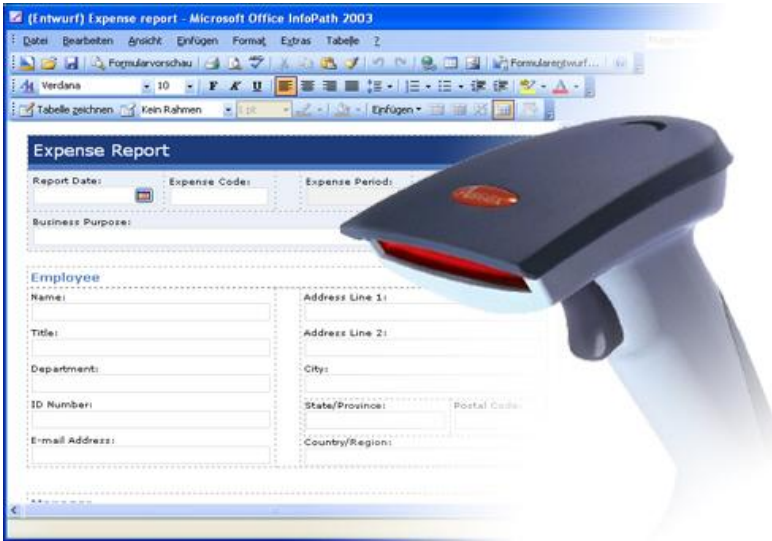 (Entwurf) Expense report - Microsoft Office InfoPath 2003
Datei Bearbeiten Ansicht Einfügen Format Extras Tabelle ?
Formularvorschau Formularentwurf...
Verdana 10 F K U A
Tabelle zeichnen Kein Rahmen 1 pt Einfügen
Expense Report
Report Date: Expense Code: Expense Period:
Business Purpose:
Employee
Name: Address Line 1:
Title: Address Line 2:
Department: City:
ID Number: State/Province: Postal Code:
E-mail Address: Country/Region: